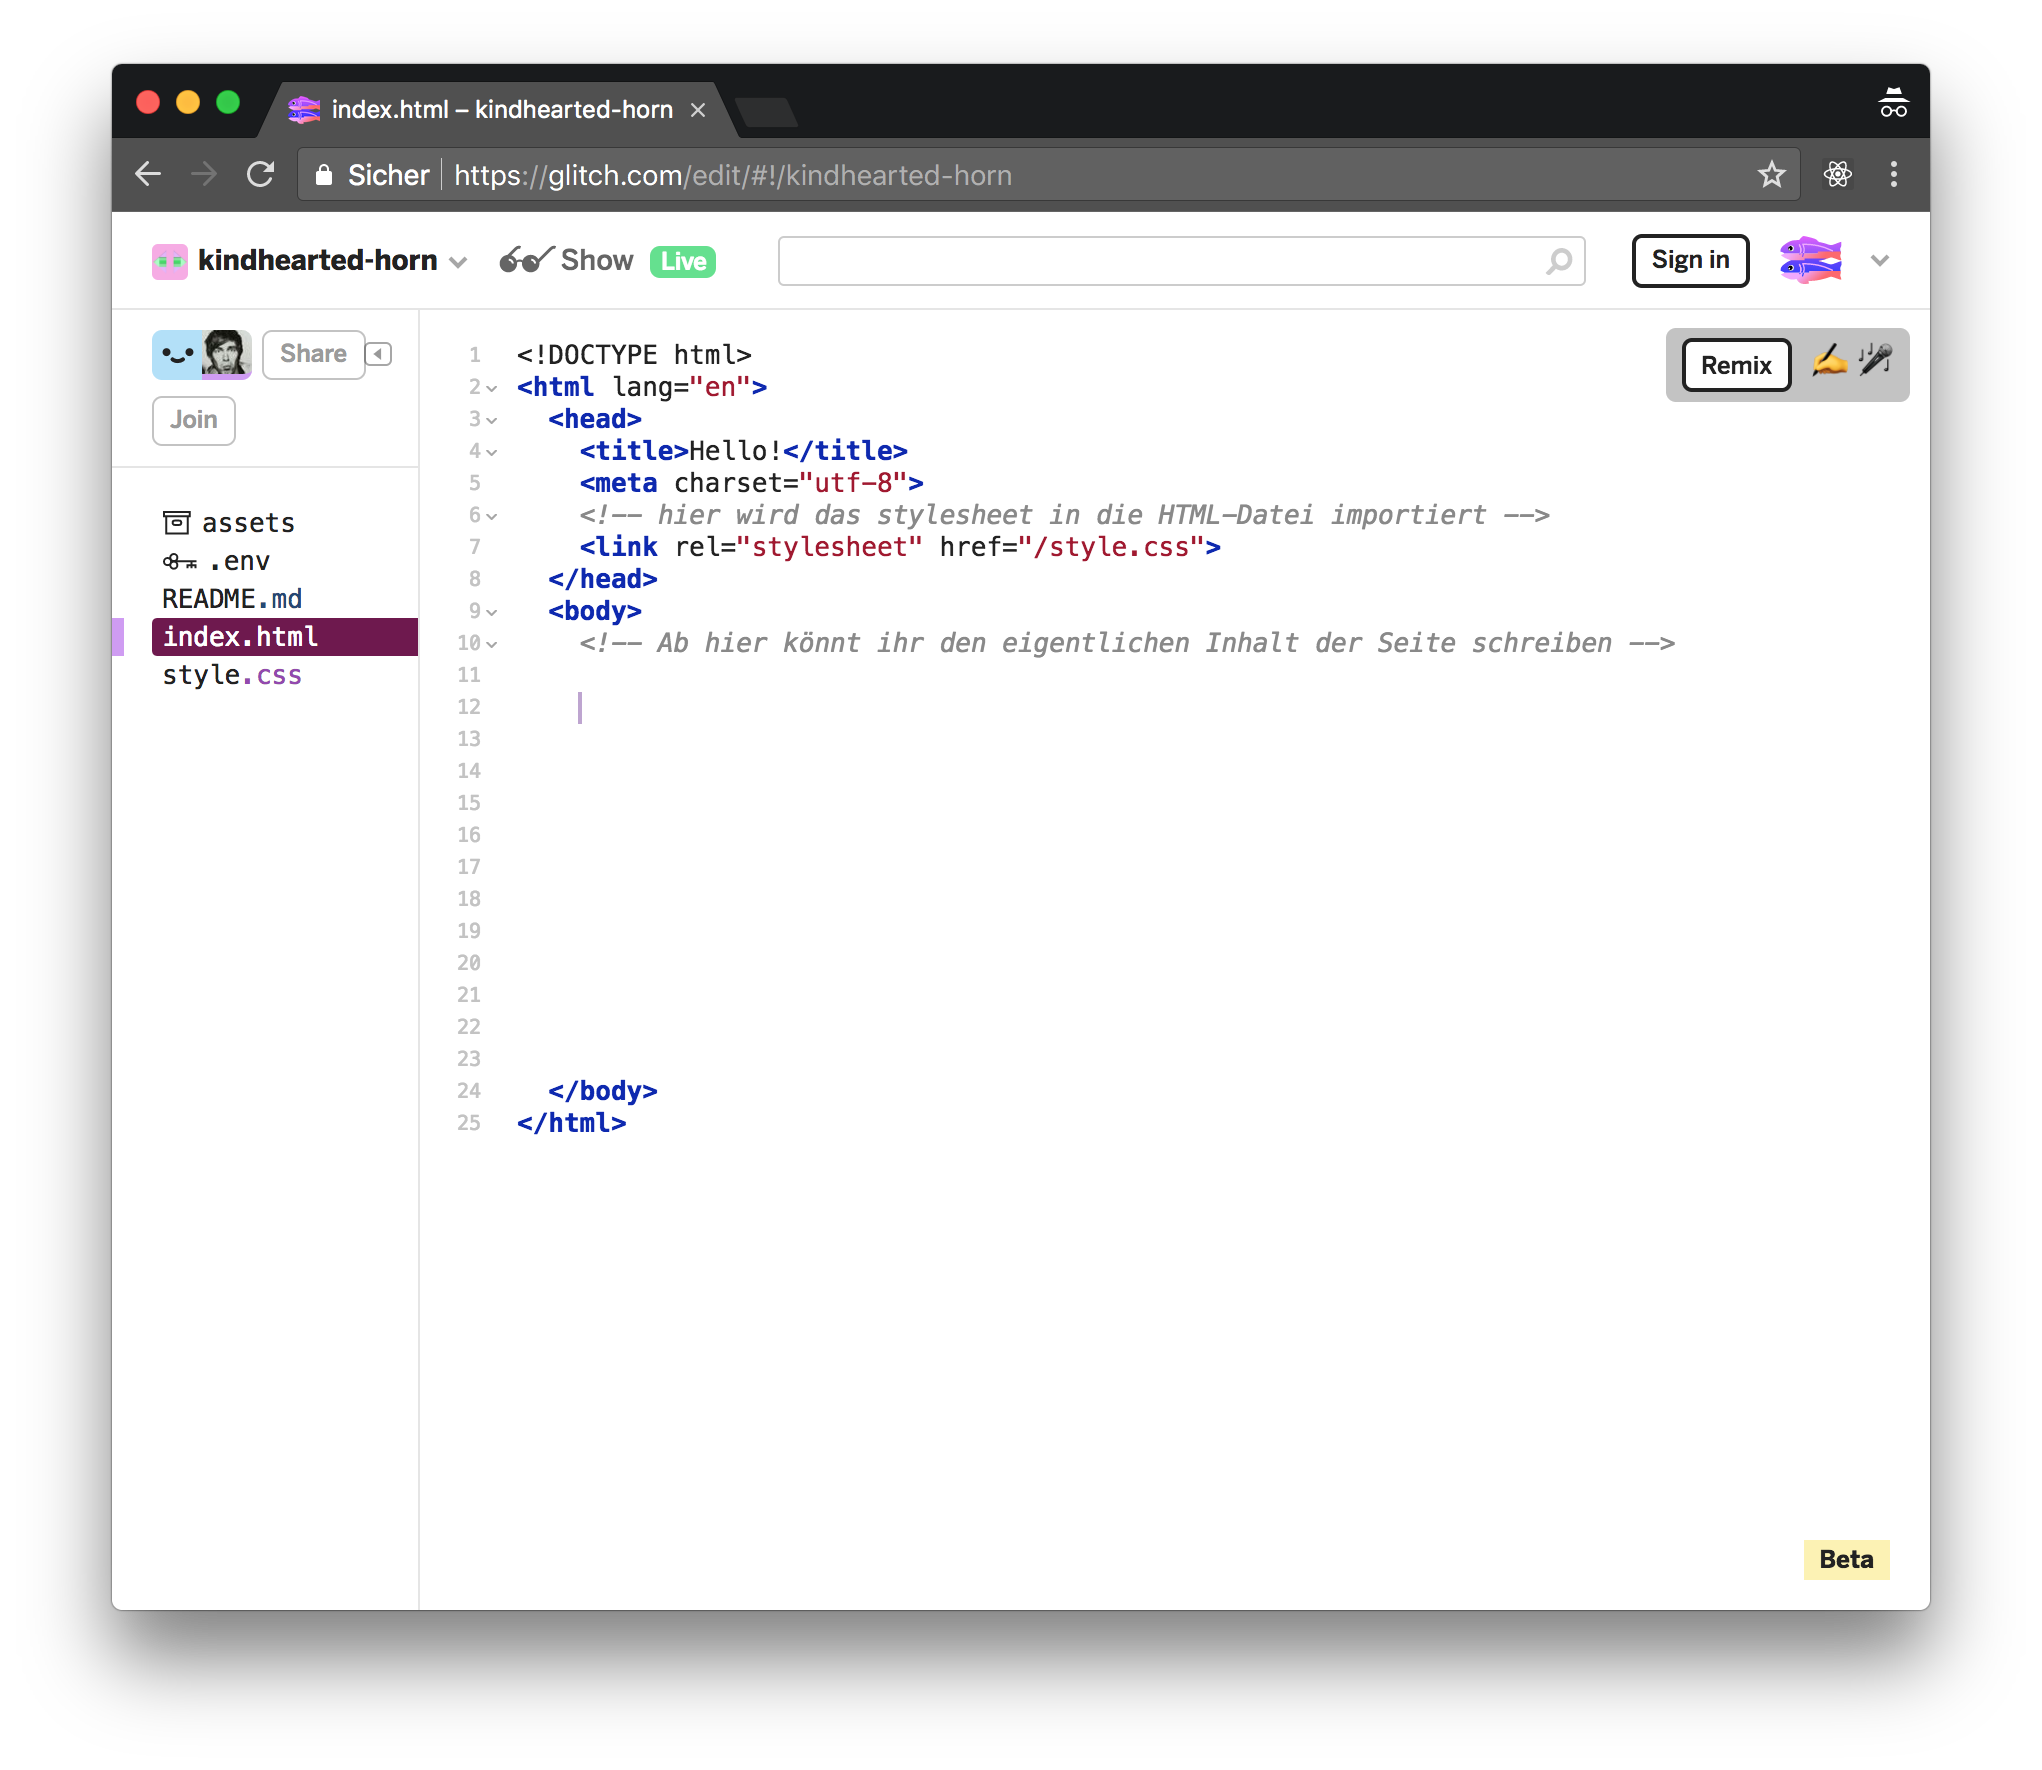 index.html – kindhearted-horn
Sicher https://glitch.com/edit/#!/kindhearted-horn
kindhearted-horn Show Live Sign in
Share
Join
Remix
assets
.env
README.md
index.html
style.css
1 <!DOCTYPE html>
2 <html lang="en">
3 <head>
4 <title>Hello!</title>
5 <meta charset="utf-8">
6 <!-- hier wird das stylesheet in die HTML-Datei importiert -->
7 <link rel="stylesheet" href="/style.css">
8 </head>
9 <body>
10 <!-- Ab hier könnt ihr den eigentlichen Inhalt der Seite schreiben -->
11
12
13
14
15
16
17
18
19
20
21
22
23
24 </body>
25 </html>
Beta